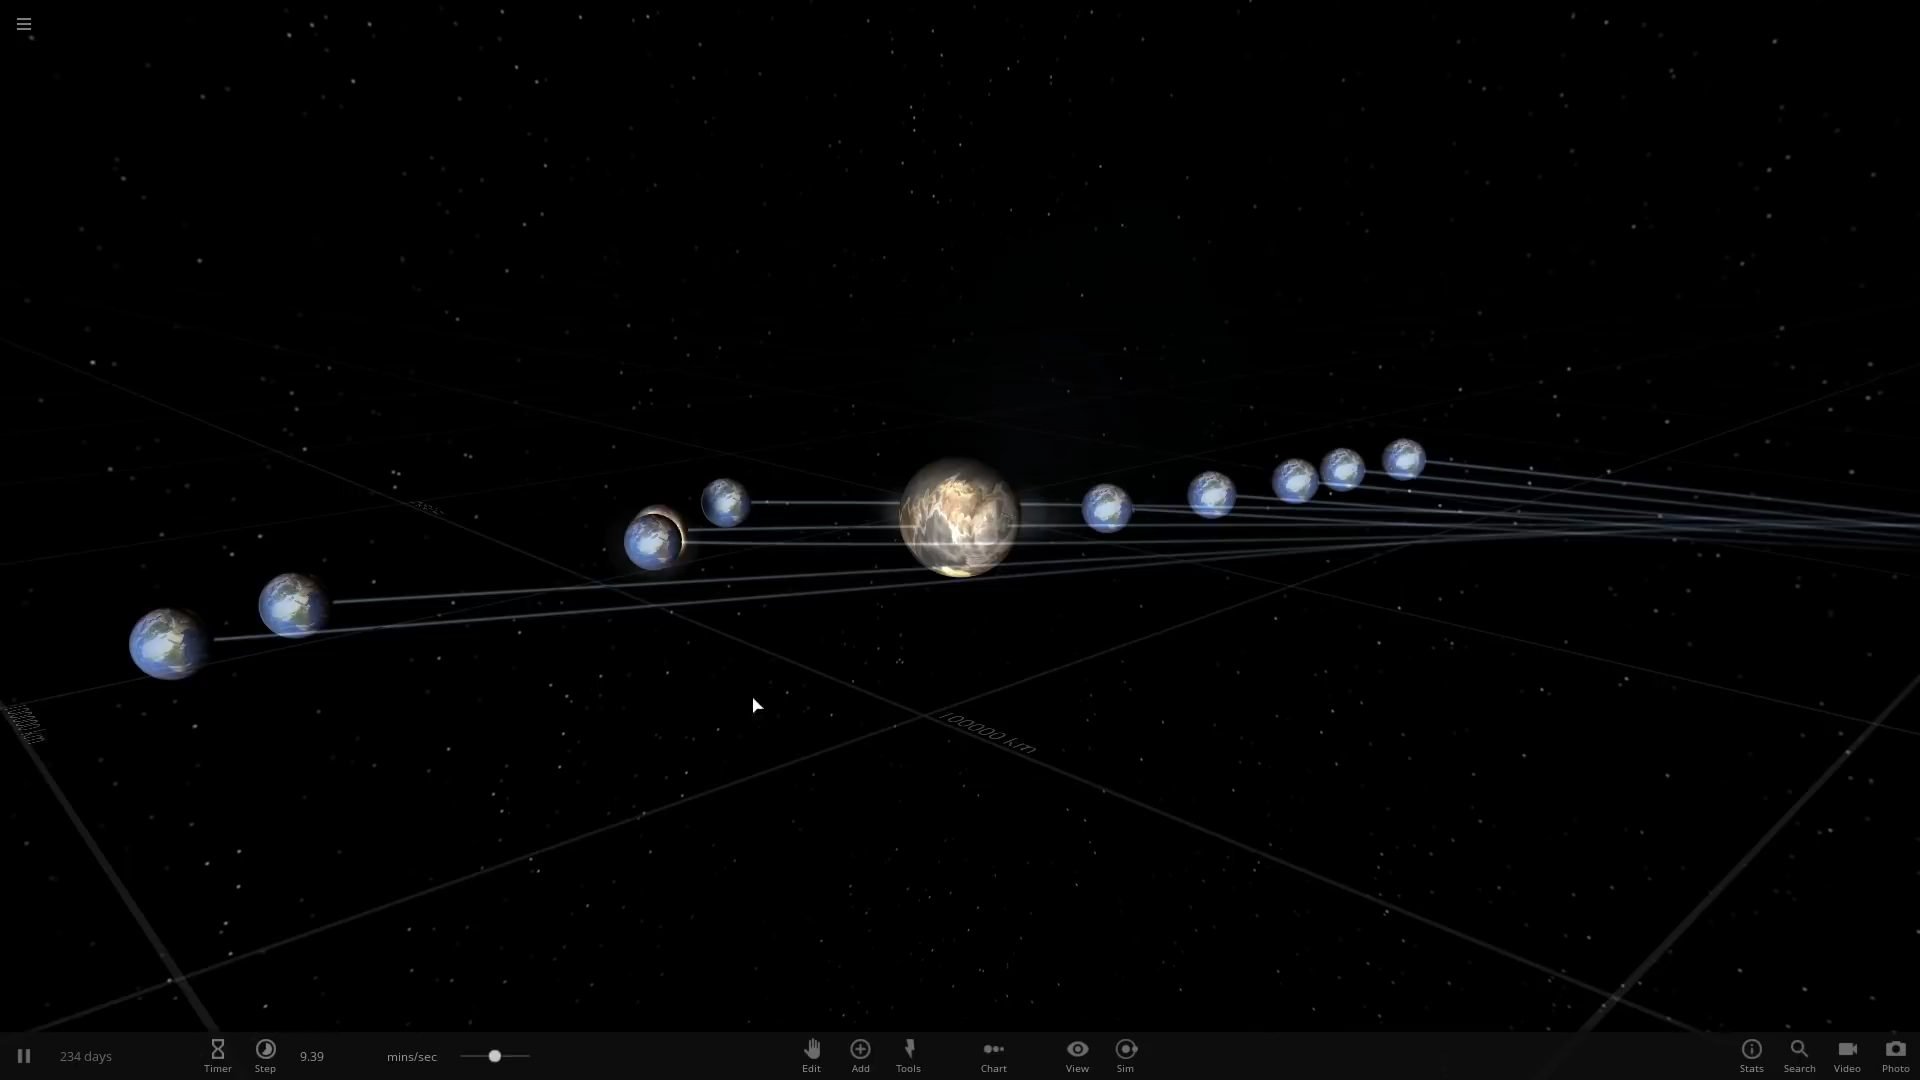 100000 km
234 days
Timer
Step
9.39
mins/sec
Edit
Add
Tools
Chart
View
Sim
Stats
Search
Video
Photo